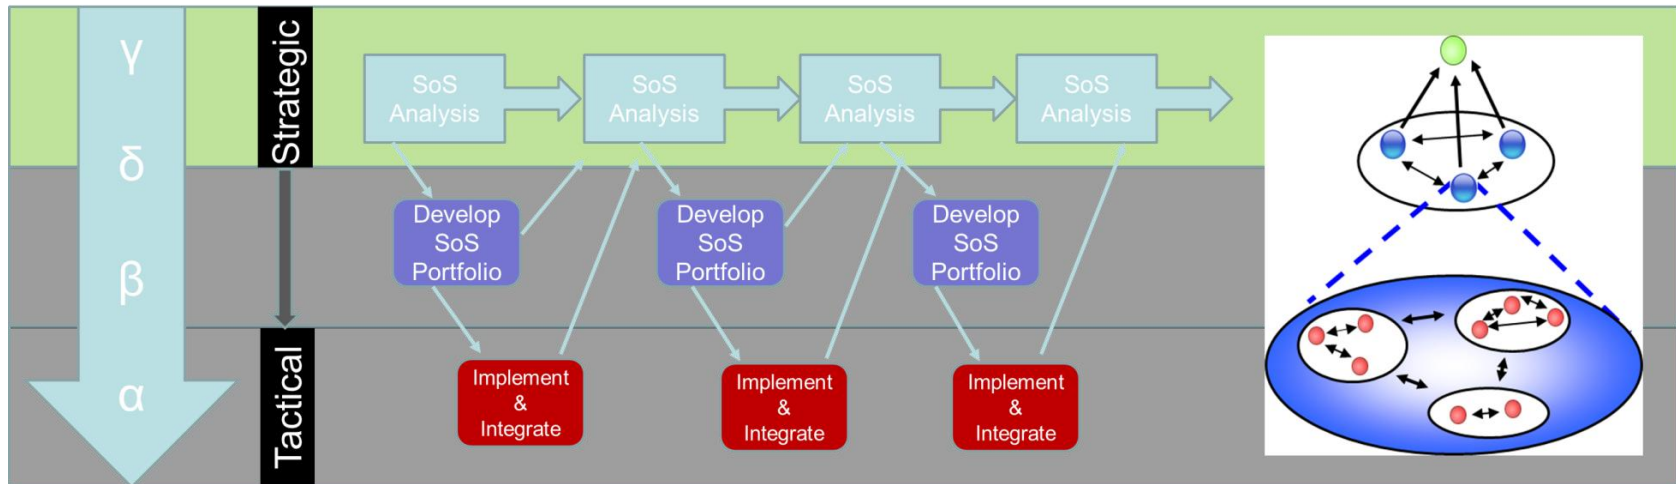 γ
δ
β
α
Strategic
Tactical
SoS
Analysis
SoS
Analysis
SoS
Analysis
SoS
Analysis
Develop
SoS
Portfolio
Develop
SoS
Portfolio
Develop
SoS
Portfolio
Implement
&
Integrate
Implement
&
Integrate
Implement
&
Integrate